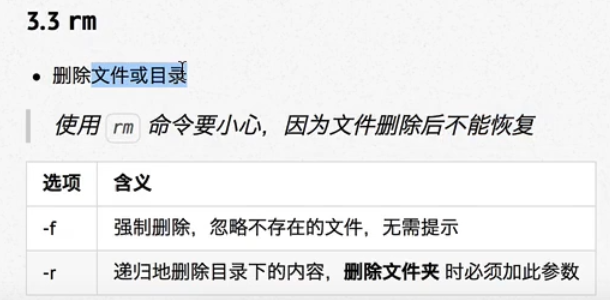 3.3 rm
• 删除文件或目录
使用 rm 命令要小心，因为文件删除后不能恢复
选项 含义
-f 强制删除，忽略不存在的文件，无需提示
-r 递归地删除目录下的内容，删除文件夹 时必须加此参数